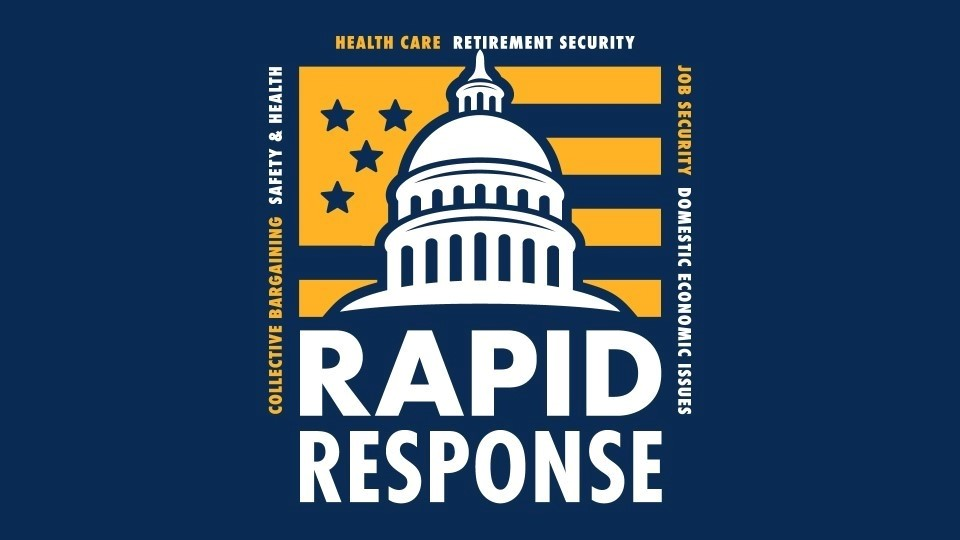 HEALTH CARE RETIREMENT SECURITY
COLLECTIVE BARGAINING SAFETY & HEALTH
JOB SECURITY DOMESTIC ECONOMIC ISSUES
RAPID
RESPONSE